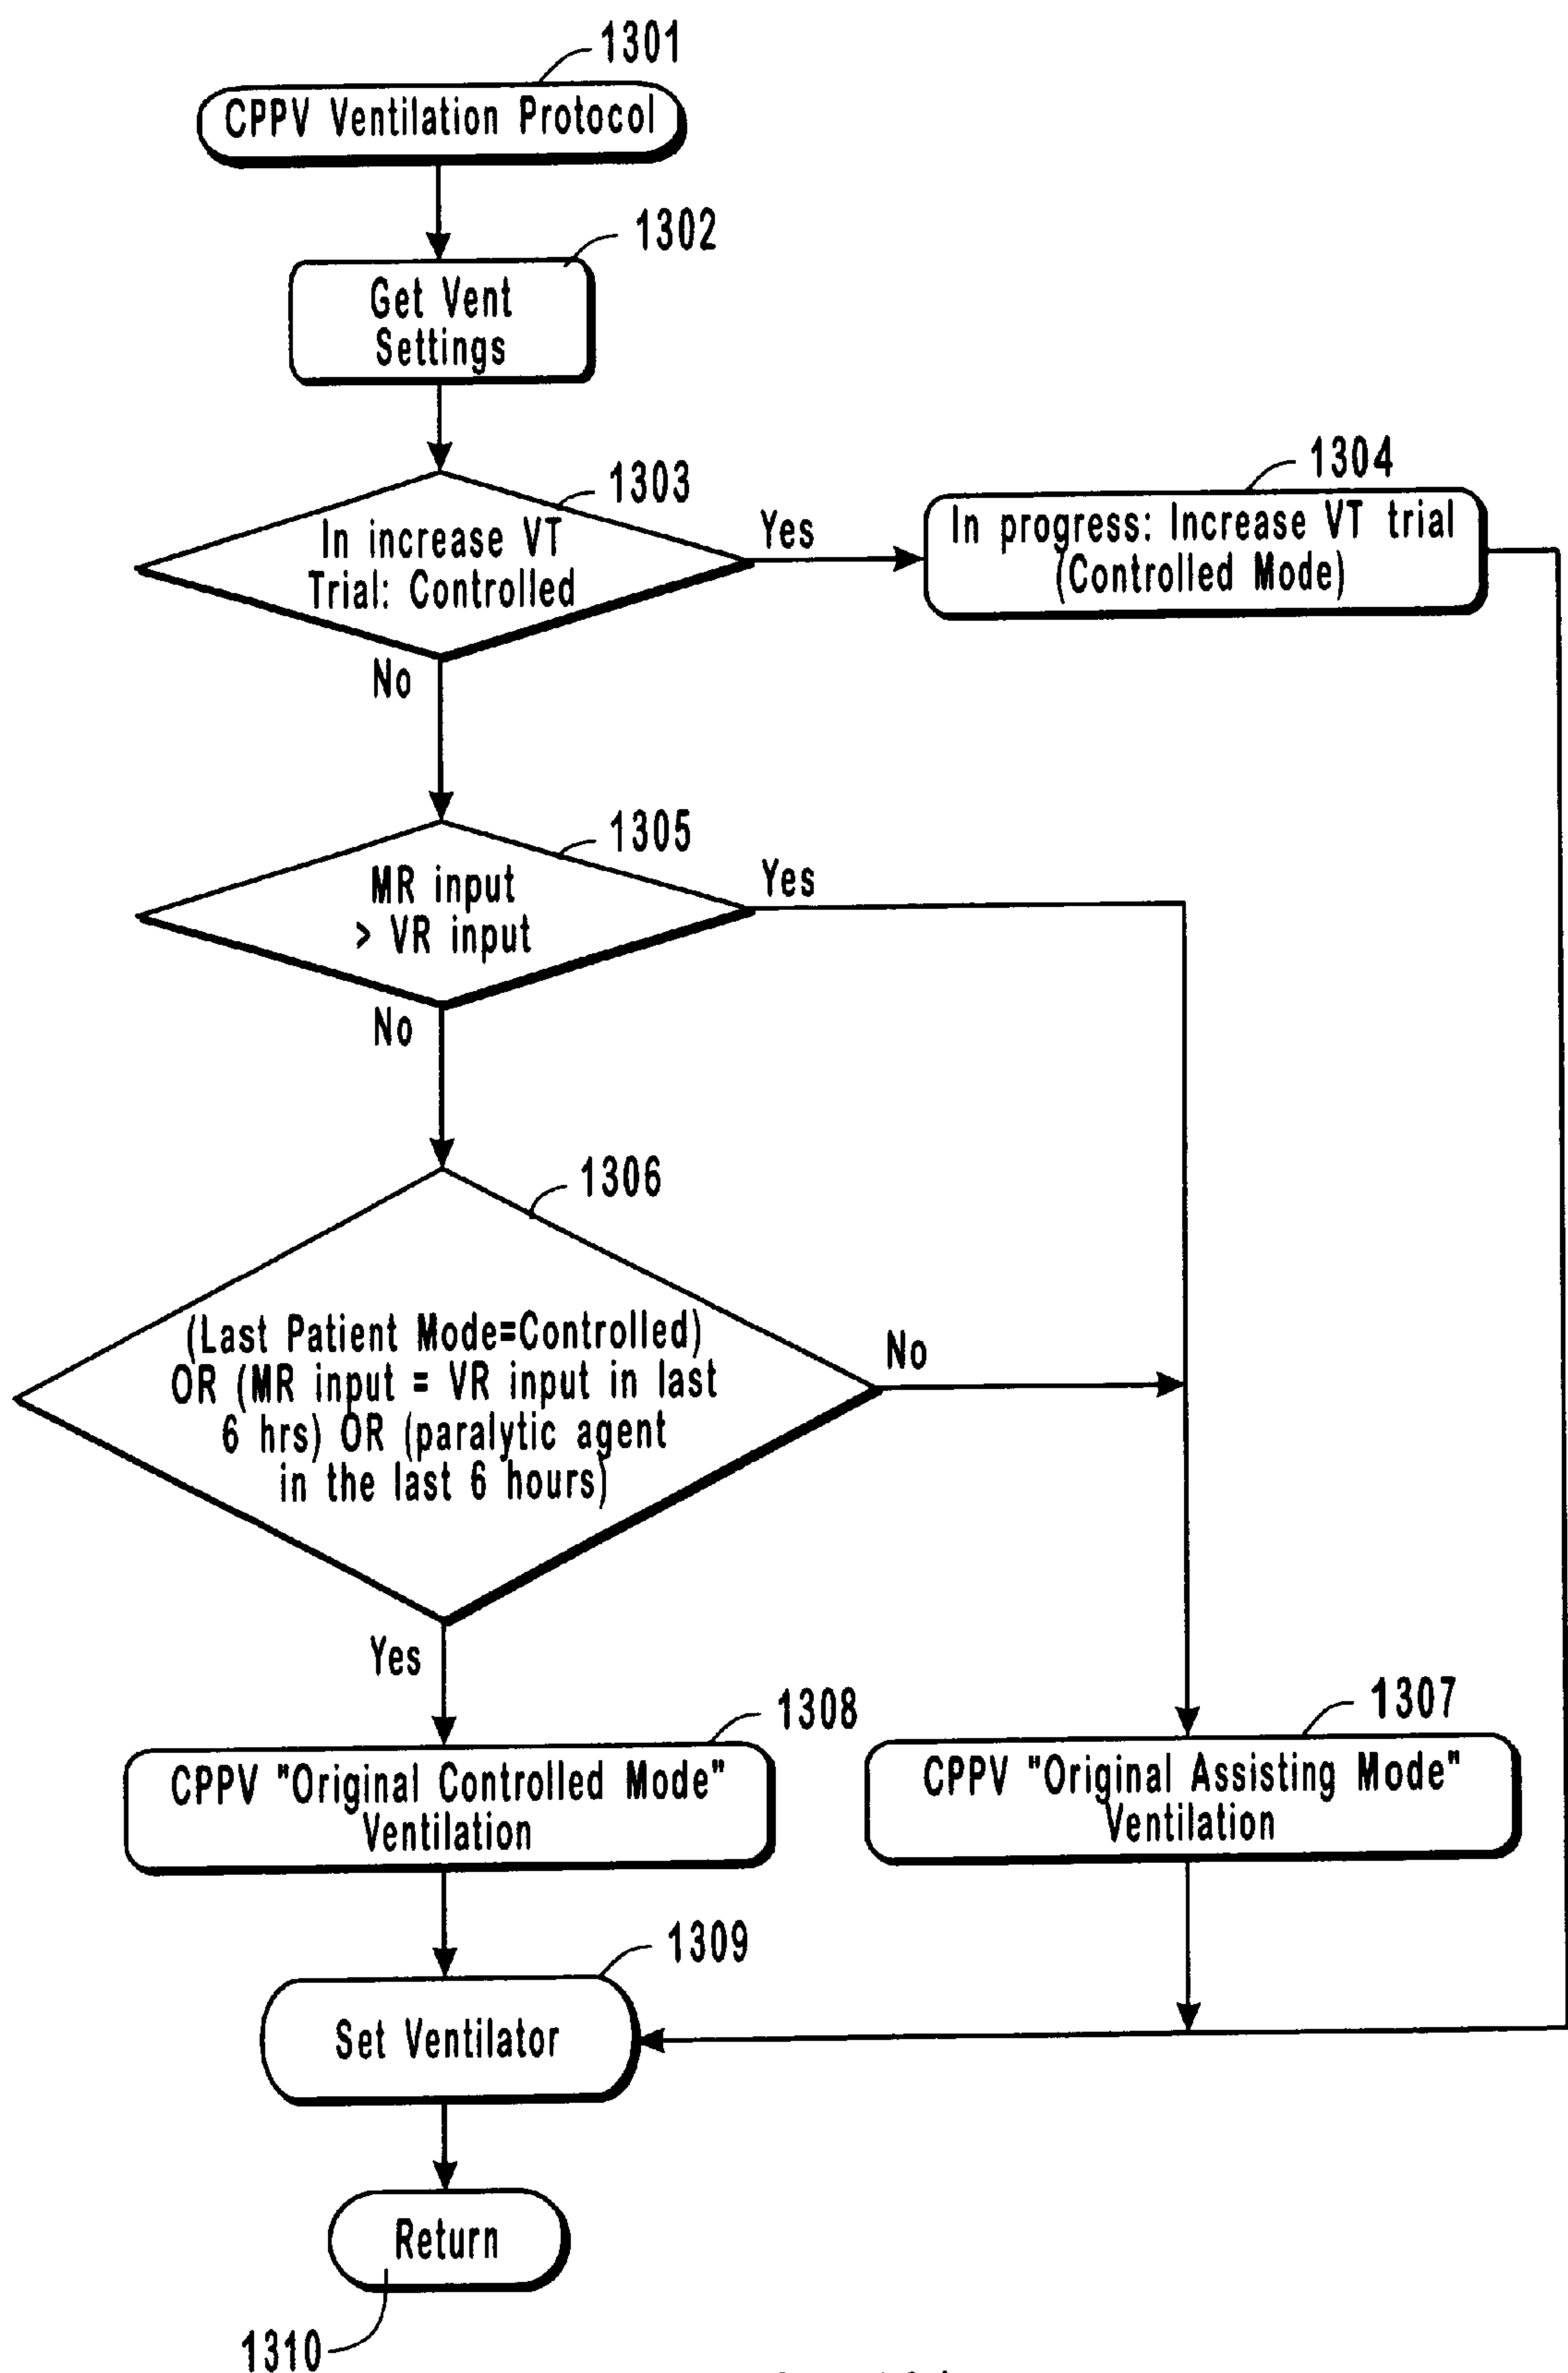 1301
CPPV Ventilation Protocol
1302
Get Vent
Settings
1303
In increase VT
Trial: Controlled
Yes
1304
In progress: Increase VT trial
(Controlled Mode)
No
1305
MR input
> VR input
Yes
No
1306
(Last Patient Mode=Controlled)
OR (MR input = VR input in last
6 hrs) OR (paralytic agent
in the last 6 hours)
No
Yes
1308
CPPV "Original Controlled Mode"
Ventilation
1307
CPPV "Original Assisting Mode"
Ventilation
1309
Set Ventilator
Return
1310